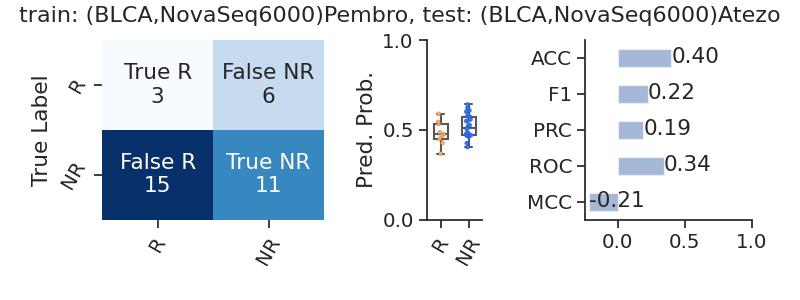 train: (BLCA,NovaSeq6000)Pembro, test: (BLCA,NovaSeq6000)Atezo
True Label
R
NR
True R
3
False NR
6
False R
15
True NR
11
R
NR
Pred. Prob.
1.0
0.5
0.0
R
NR
ACC
0.40
F1
0.22
PRC
0.19
ROC
0.34
MCC
-0.21
0.0
0.5
1.0